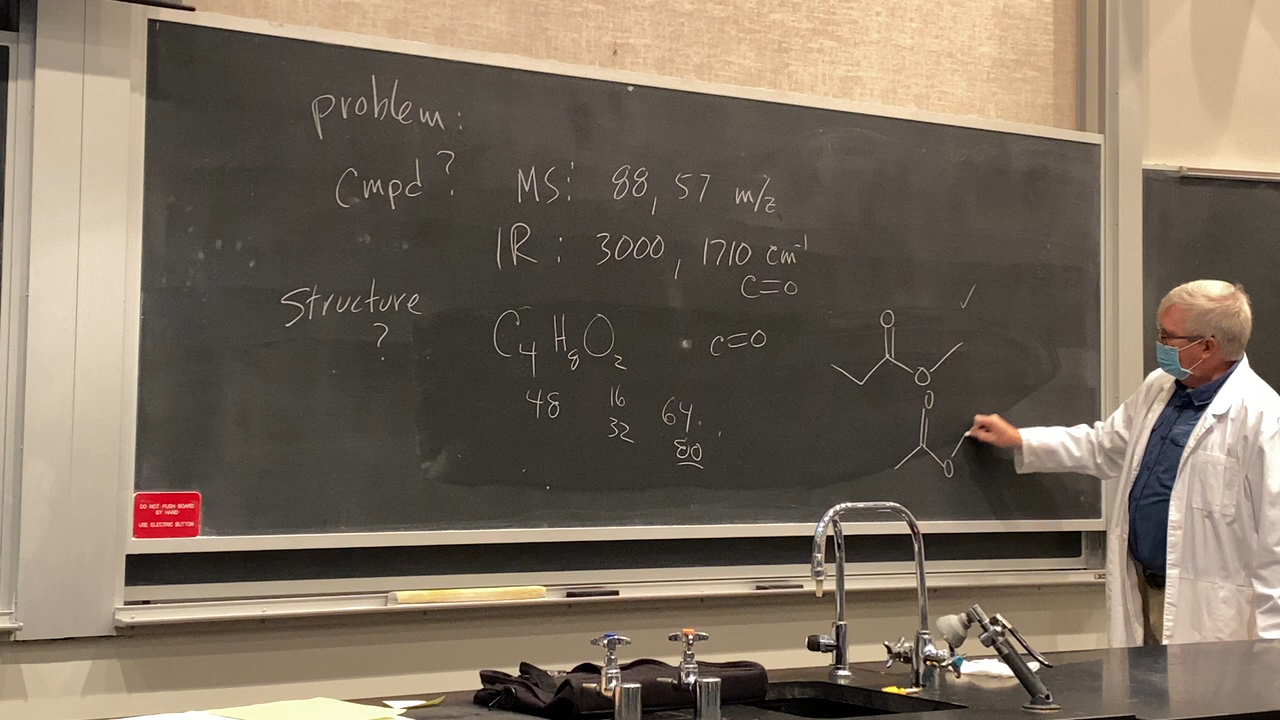 problem:
Cmpd? MS: 88, 57 m/z
IR: 3000, 1710 cm⁻¹
C=O
Structure
?
C₄H₈O₂ · C=O
48 16 64.
32 80
O
O
O
O
DO NOT PUSH BOARD
BY HAND
USE ELECTRIC BUTTON